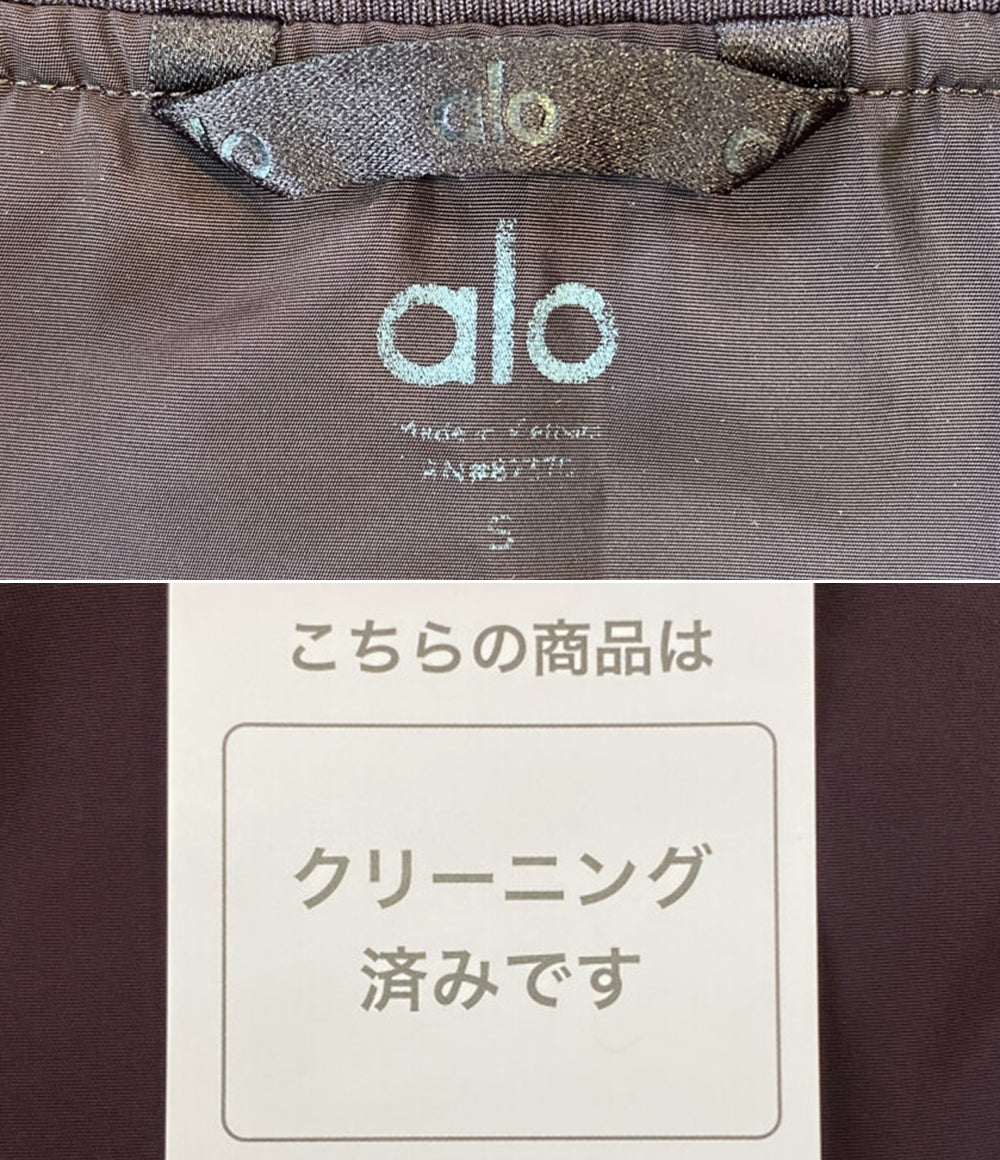 alo
alo
S
こちらの商品は
クリーニング
済みです